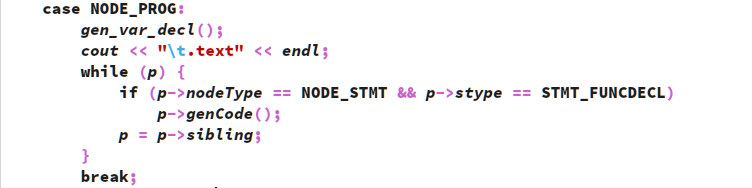 case NODE_PROG:
gen_var_decl();
cout << "\t.text" << endl;
while (p) {
if (p->nodeType == NODE_STMT && p->stype == STMT_FUNCDECL)
p->genCode();
p = p->sibling;
}
break;